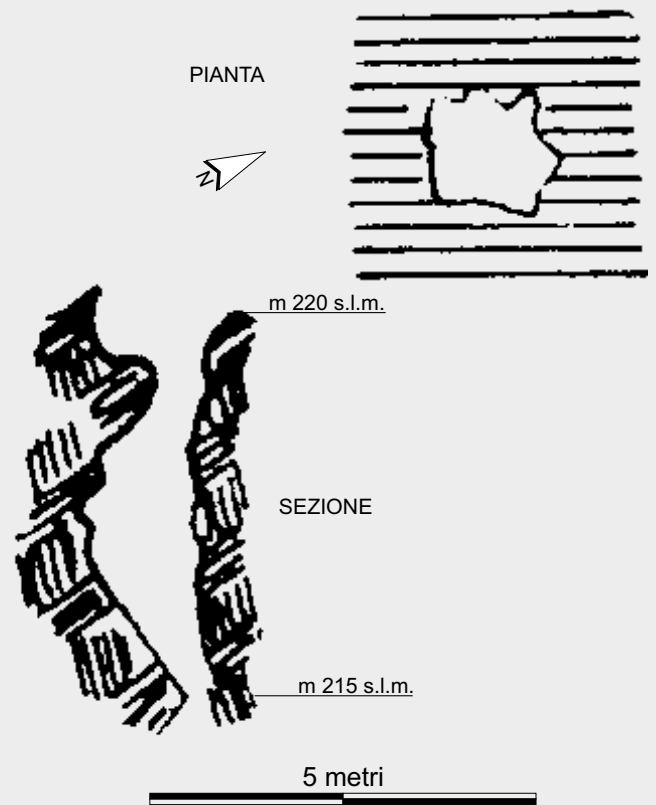 PIANTA
N
m 220 s.l.m.
SEZIONE
m 215 s.l.m.
5 metri